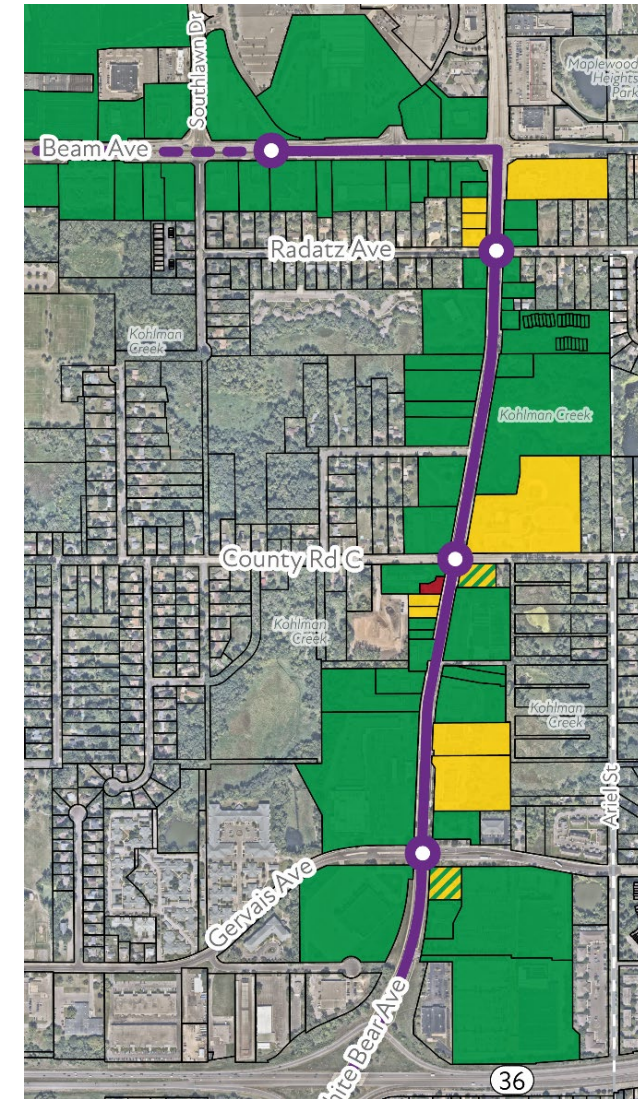 Southlawn Dr
Maplewood
Heights
Park
Beam Ave
Radatz Ave
Kohlman
Creek
Kohlman Creek
County Rd C
Kohlman
Creek
Kohlman
Creek
Ariel St
Gervais Ave
hite Bear Ave
36